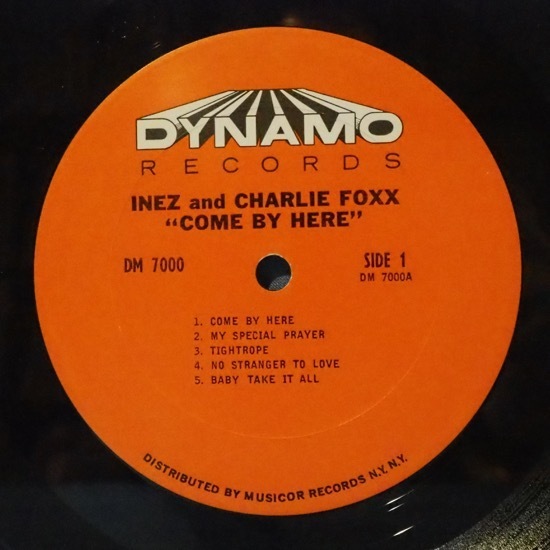 DYNAMO
RECORDS
INEZ and CHARLIE FOXX
"COME BY HERE"
DM 7000
SIDE 1
DM 7000A
1. COME BY HERE
2. MY SPECIAL PRAYER
3. TIGHTROPE
4. NO STRANGER TO LOVE
5. BABY TAKE IT ALL
DISTRIBUTED BY MUSICOR RECORDS N.Y. N.Y.